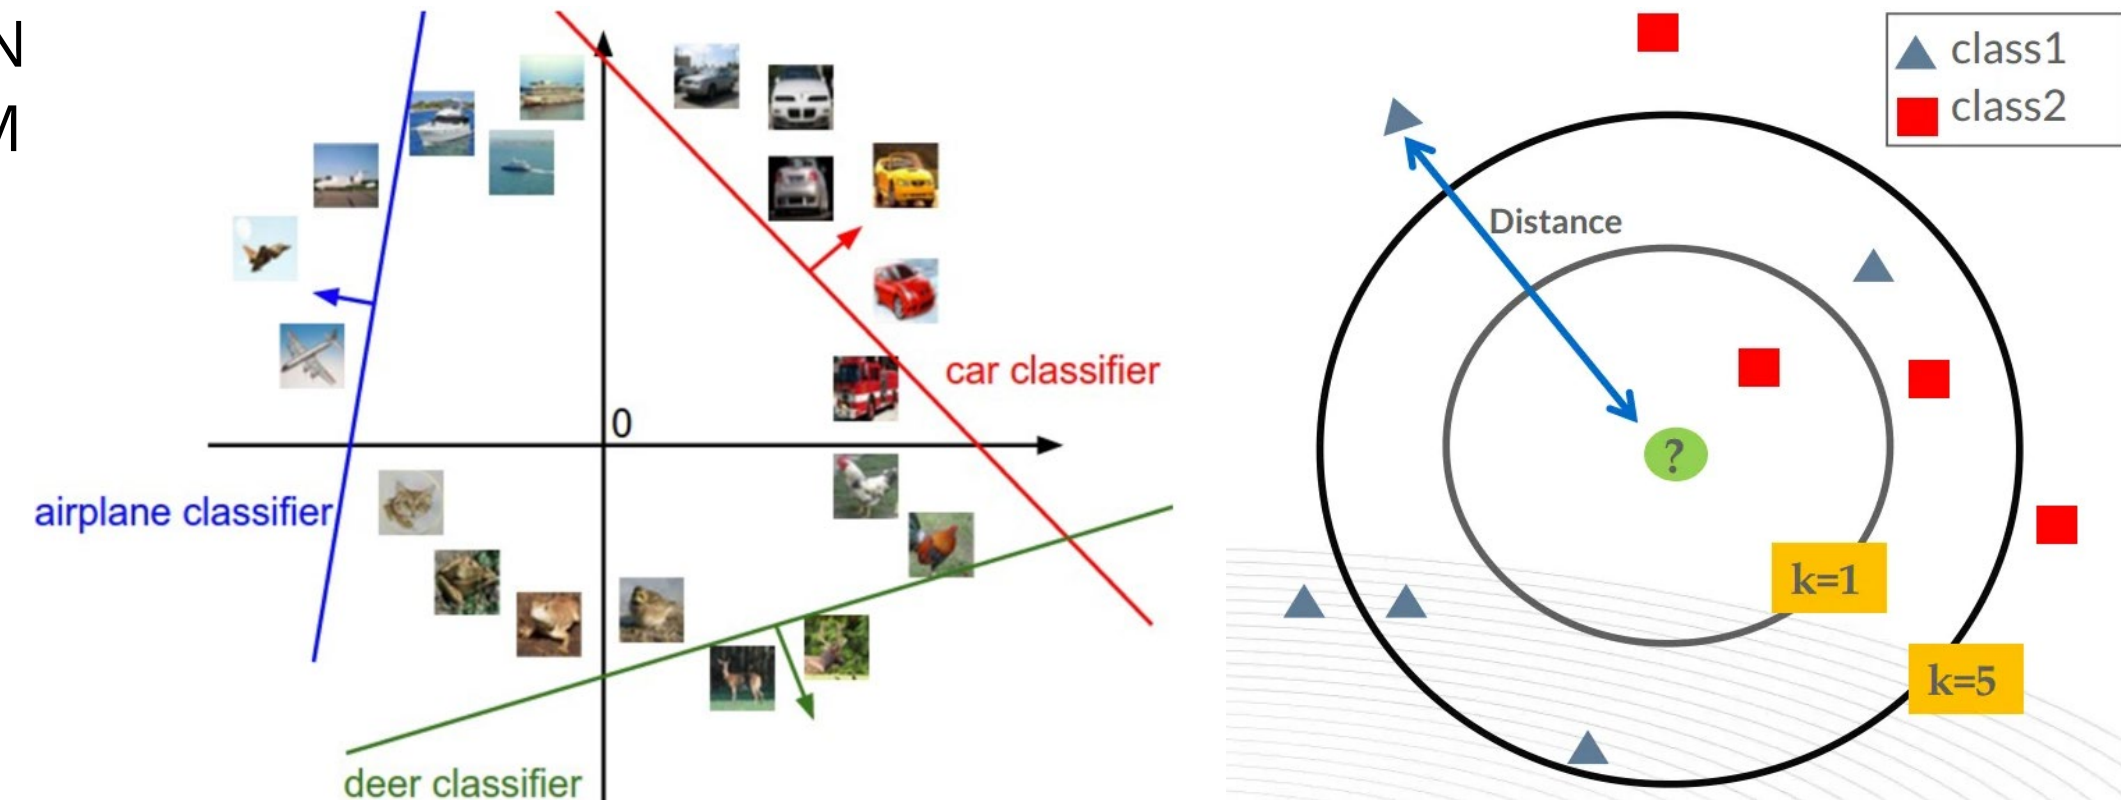 N
M
0
car classifier
airplane classifier
deer classifier
class1
class2
Distance
?
k=1
k=5